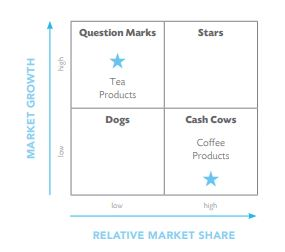 MARKET GROWTH
high
low
Question Marks
Tea
Products
Stars
Dogs
Cash Cows
Coffee
Products
low
high
RELATIVE MARKET SHARE